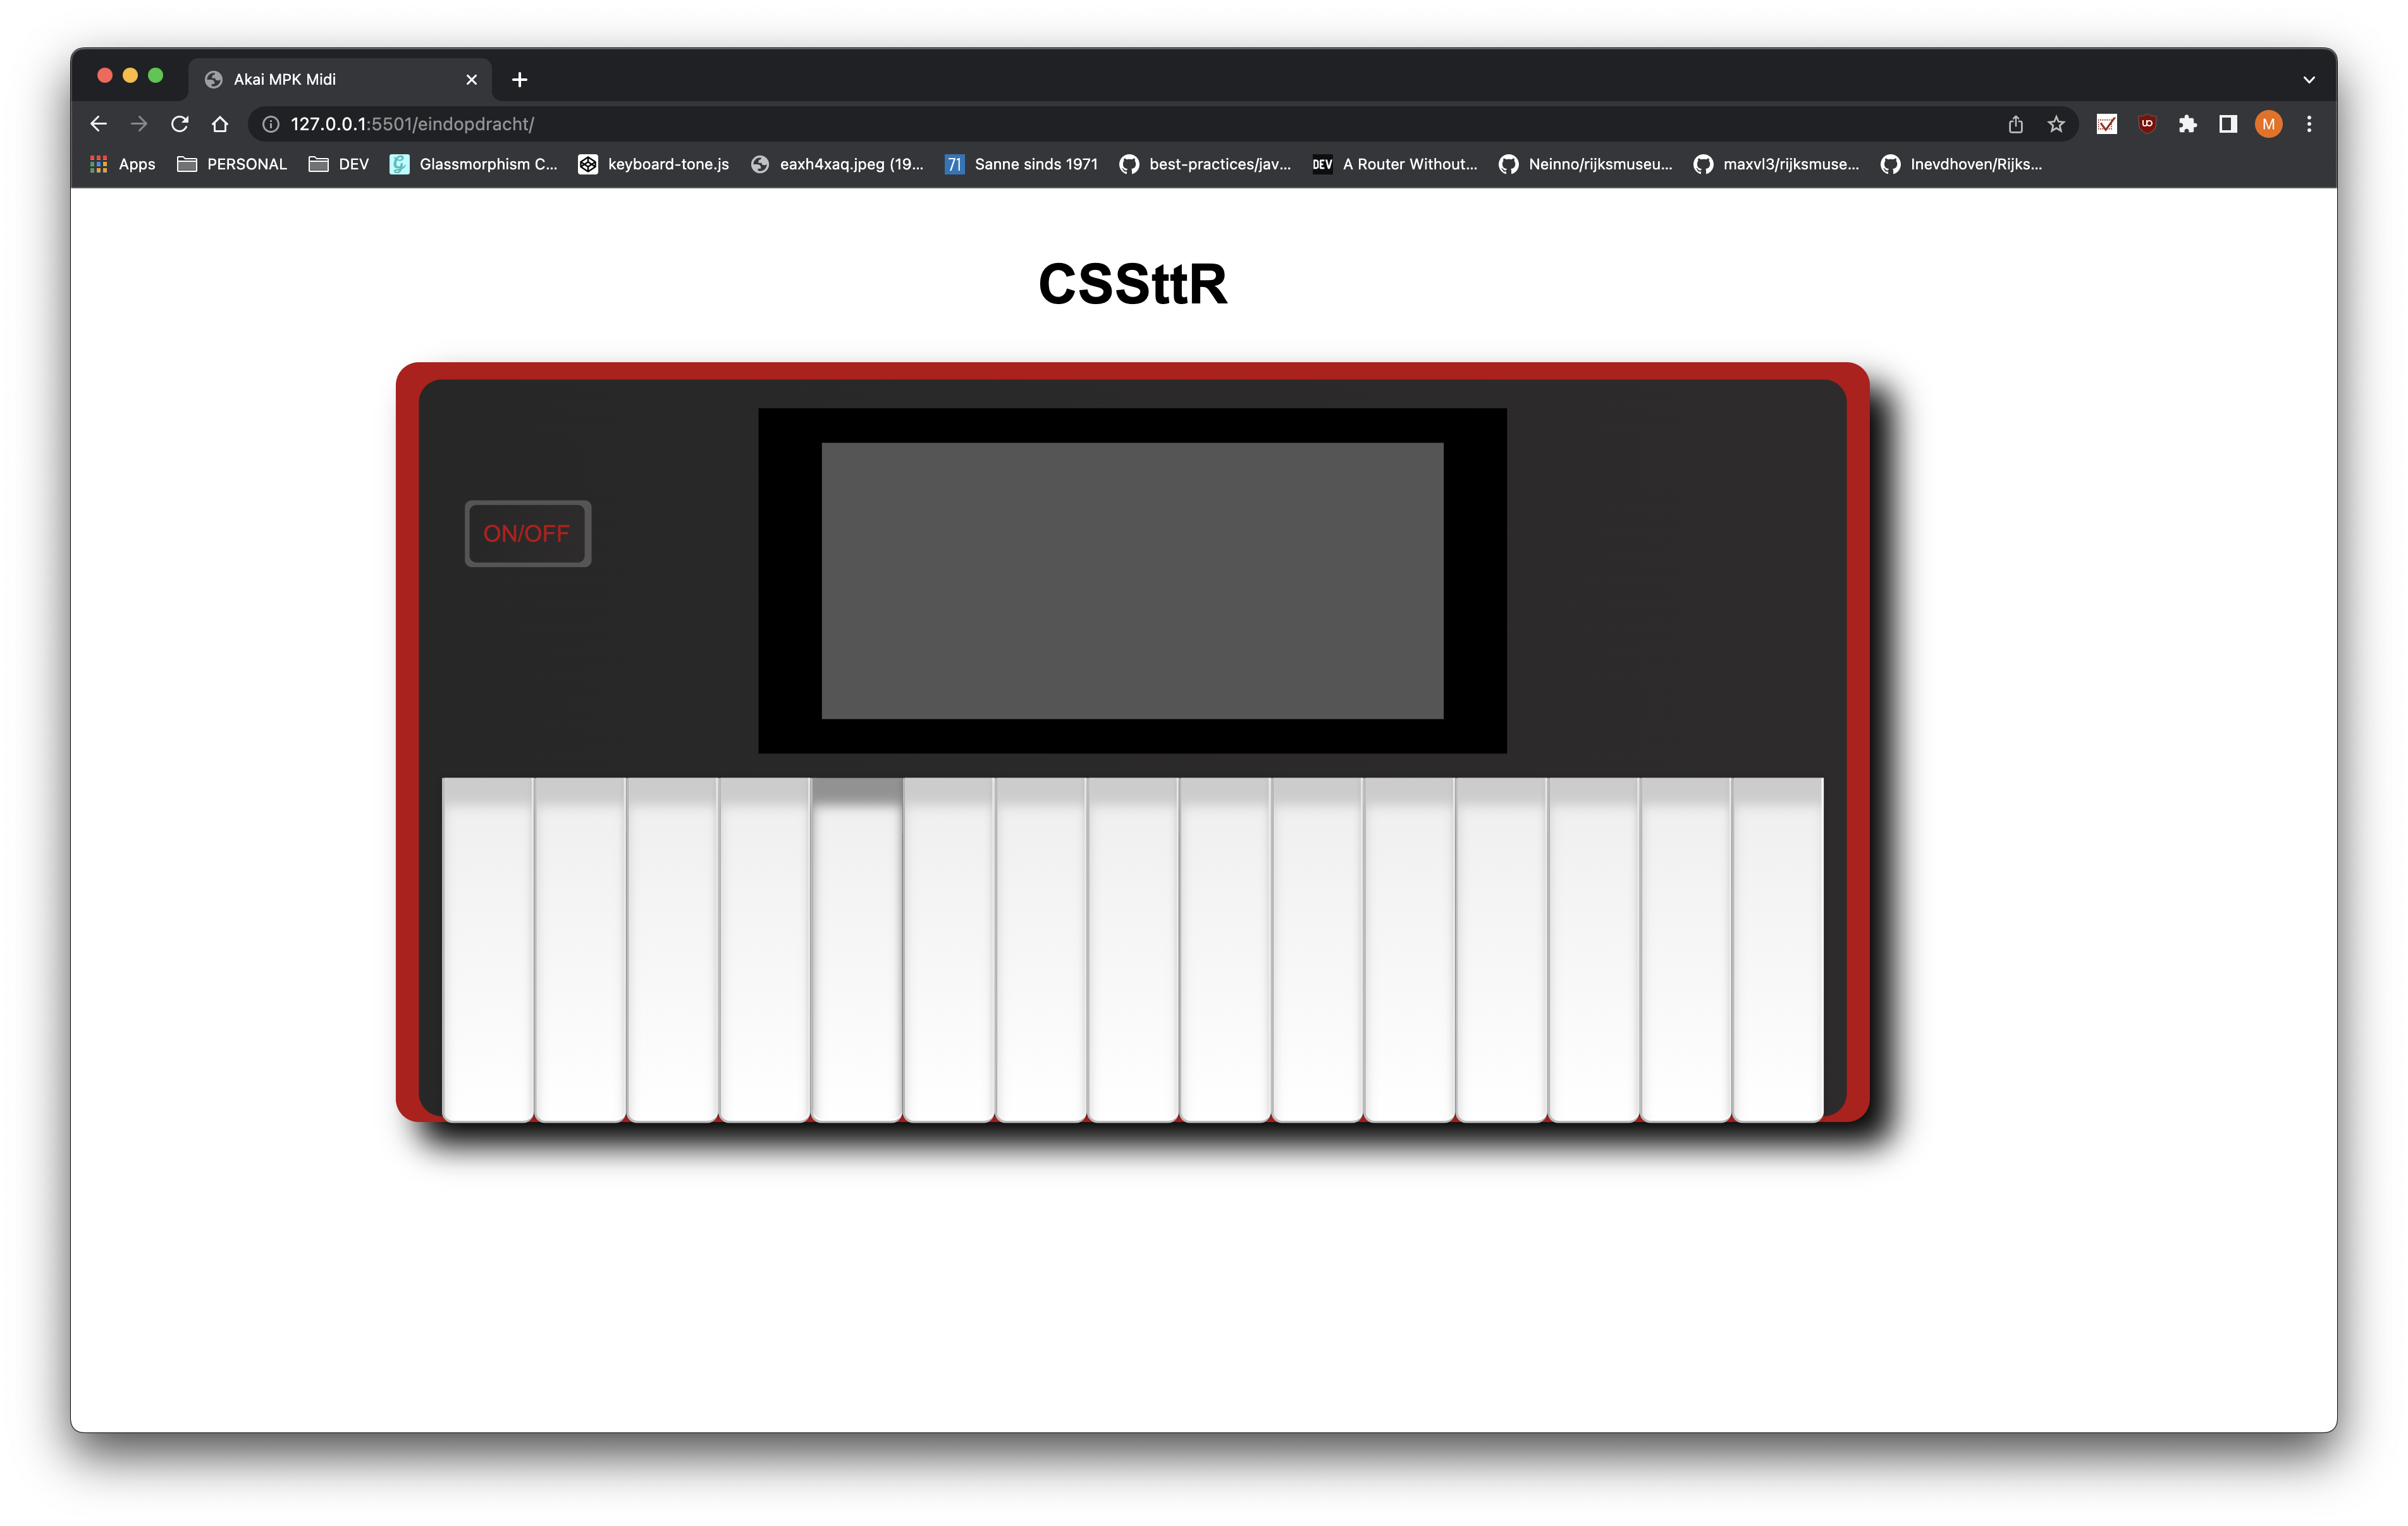 Akai MPK Midi
127.0.0.1:5501/eindopdracht/
M
Apps PERSONAL DEV Glassmorphism C... keyboard-tone.js eaxh4xaq.jpeg (19... 71 Sanne sinds 1971 best-practices/jav... DEV A Router Without... Neinno/rijksmuseu... maxvl3/rijksmuse... Inevdhoven/Rijks...
CSSttR
ON/OFF